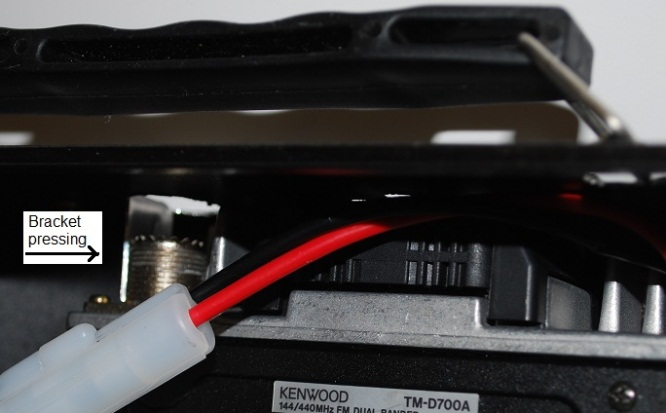 Bracket
pressing
KENWOOD TM-D700A
144/440MHz FM DUAL BANDER